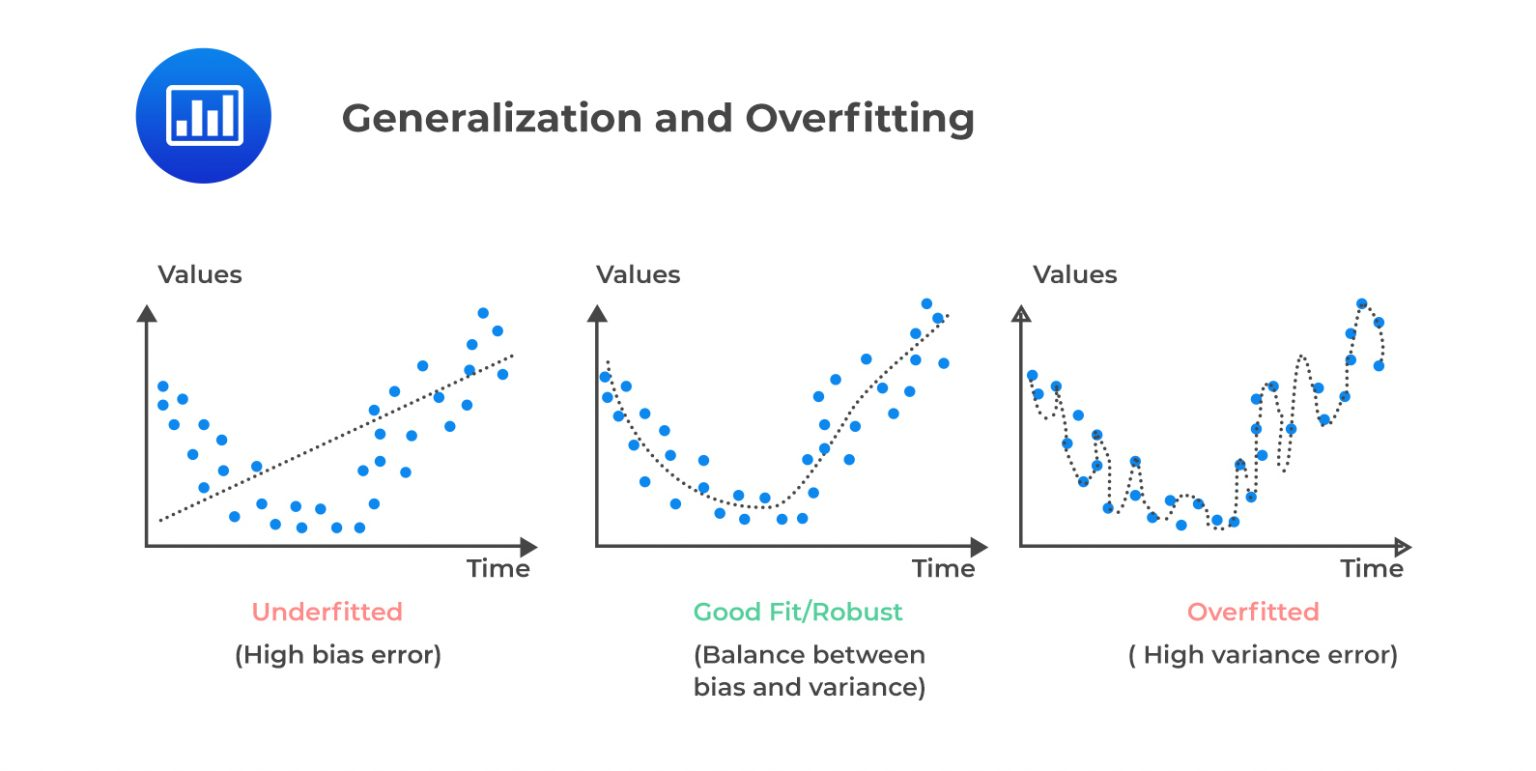 Generalization and Overfitting
Values
Time
Underfitted
(High bias error)
Values
Time
Good Fit/Robust
(Balance between
bias and variance)
Values
Time
Overfitted
( High variance error)